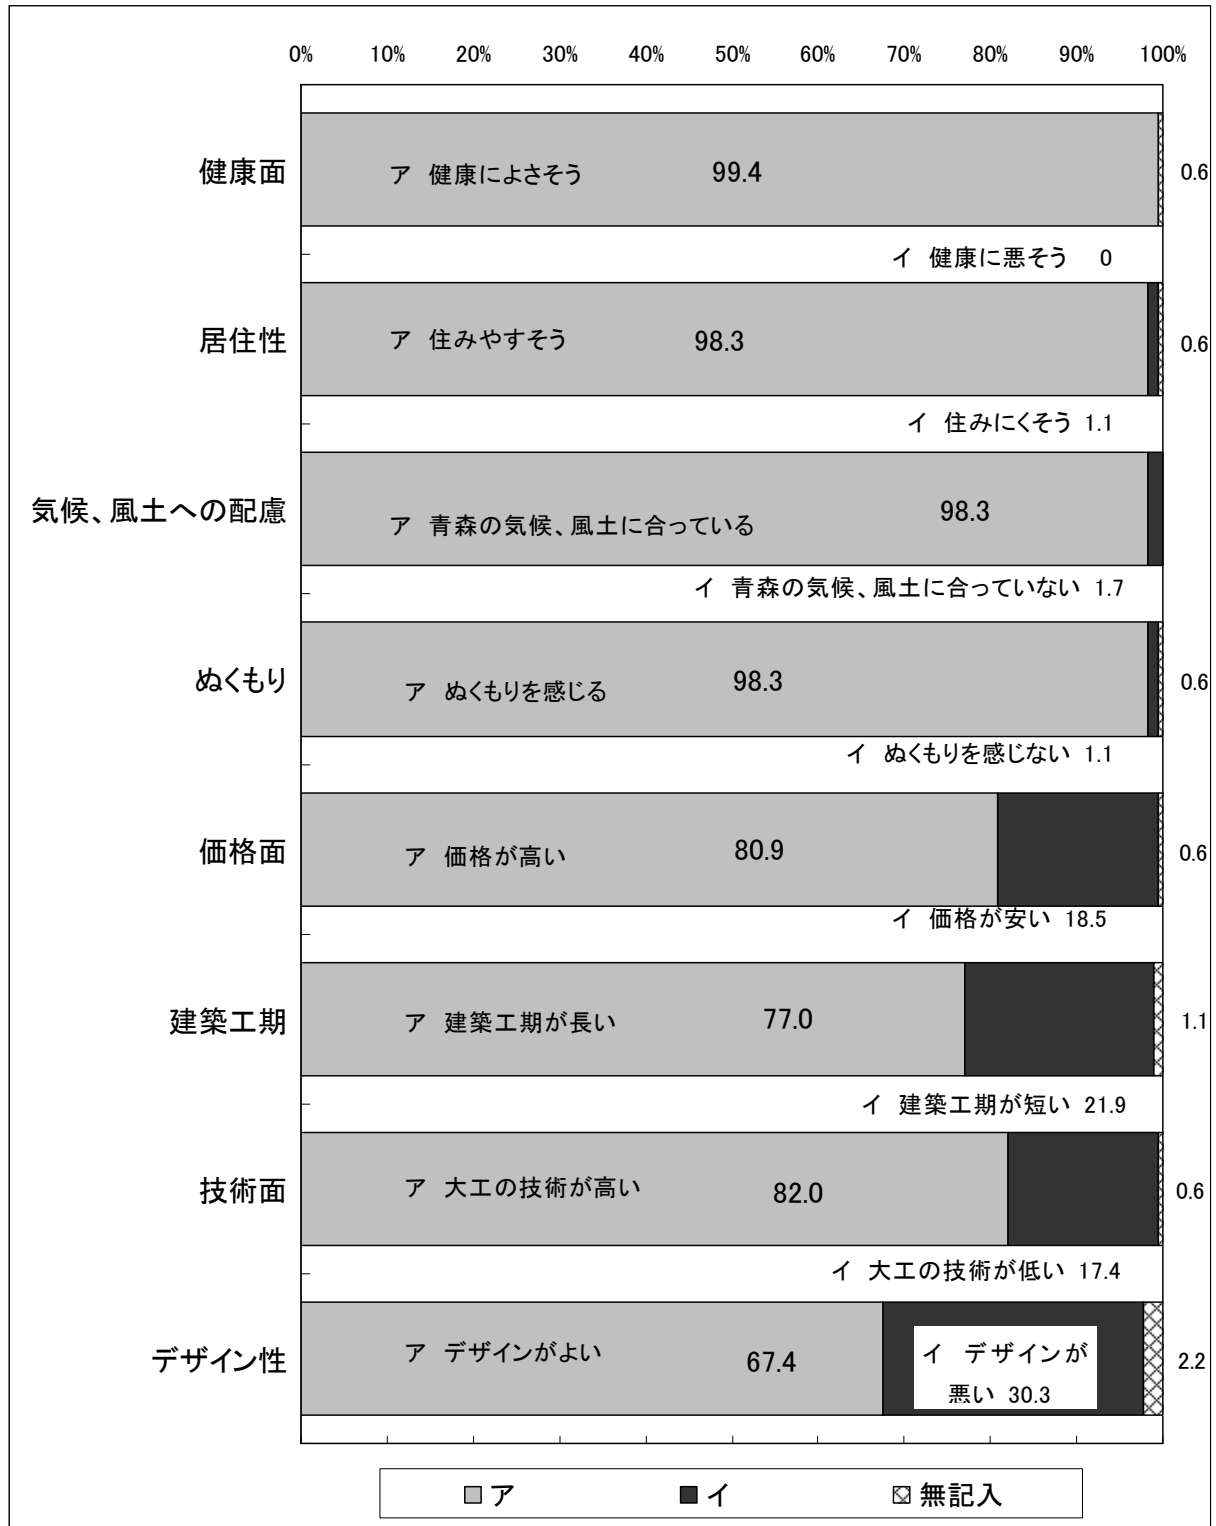 0% 10% 20% 30% 40% 50% 60% 70% 80% 90% 100%
健康面 ア 健康によさそう 99.4 0.6
イ 健康に悪そう 0
居住性 ア 住みやすそう 98.3 0.6
イ 住みにくそう 1.1
気候、風土への配慮 ア 青森の気候、風土に合っている 98.3
イ 青森の気候、風土に合っていない 1.7
ぬくもり ア ぬくもりを感じる 98.3 0.6
イ ぬくもりを感じない 1.1
価格面 ア 価格が高い 80.9 0.6
イ 価格が安い 18.5
建築工期 ア 建築工期が長い 77.0 1.1
イ 建築工期が短い 21.9
技術面 ア 大工の技術が高い 82.0 0.6
イ 大工の技術が低い 17.4
デザイン性 ア デザインがよい 67.4 イ デザインが 2.2
悪い 30.3
ア イ 無記入